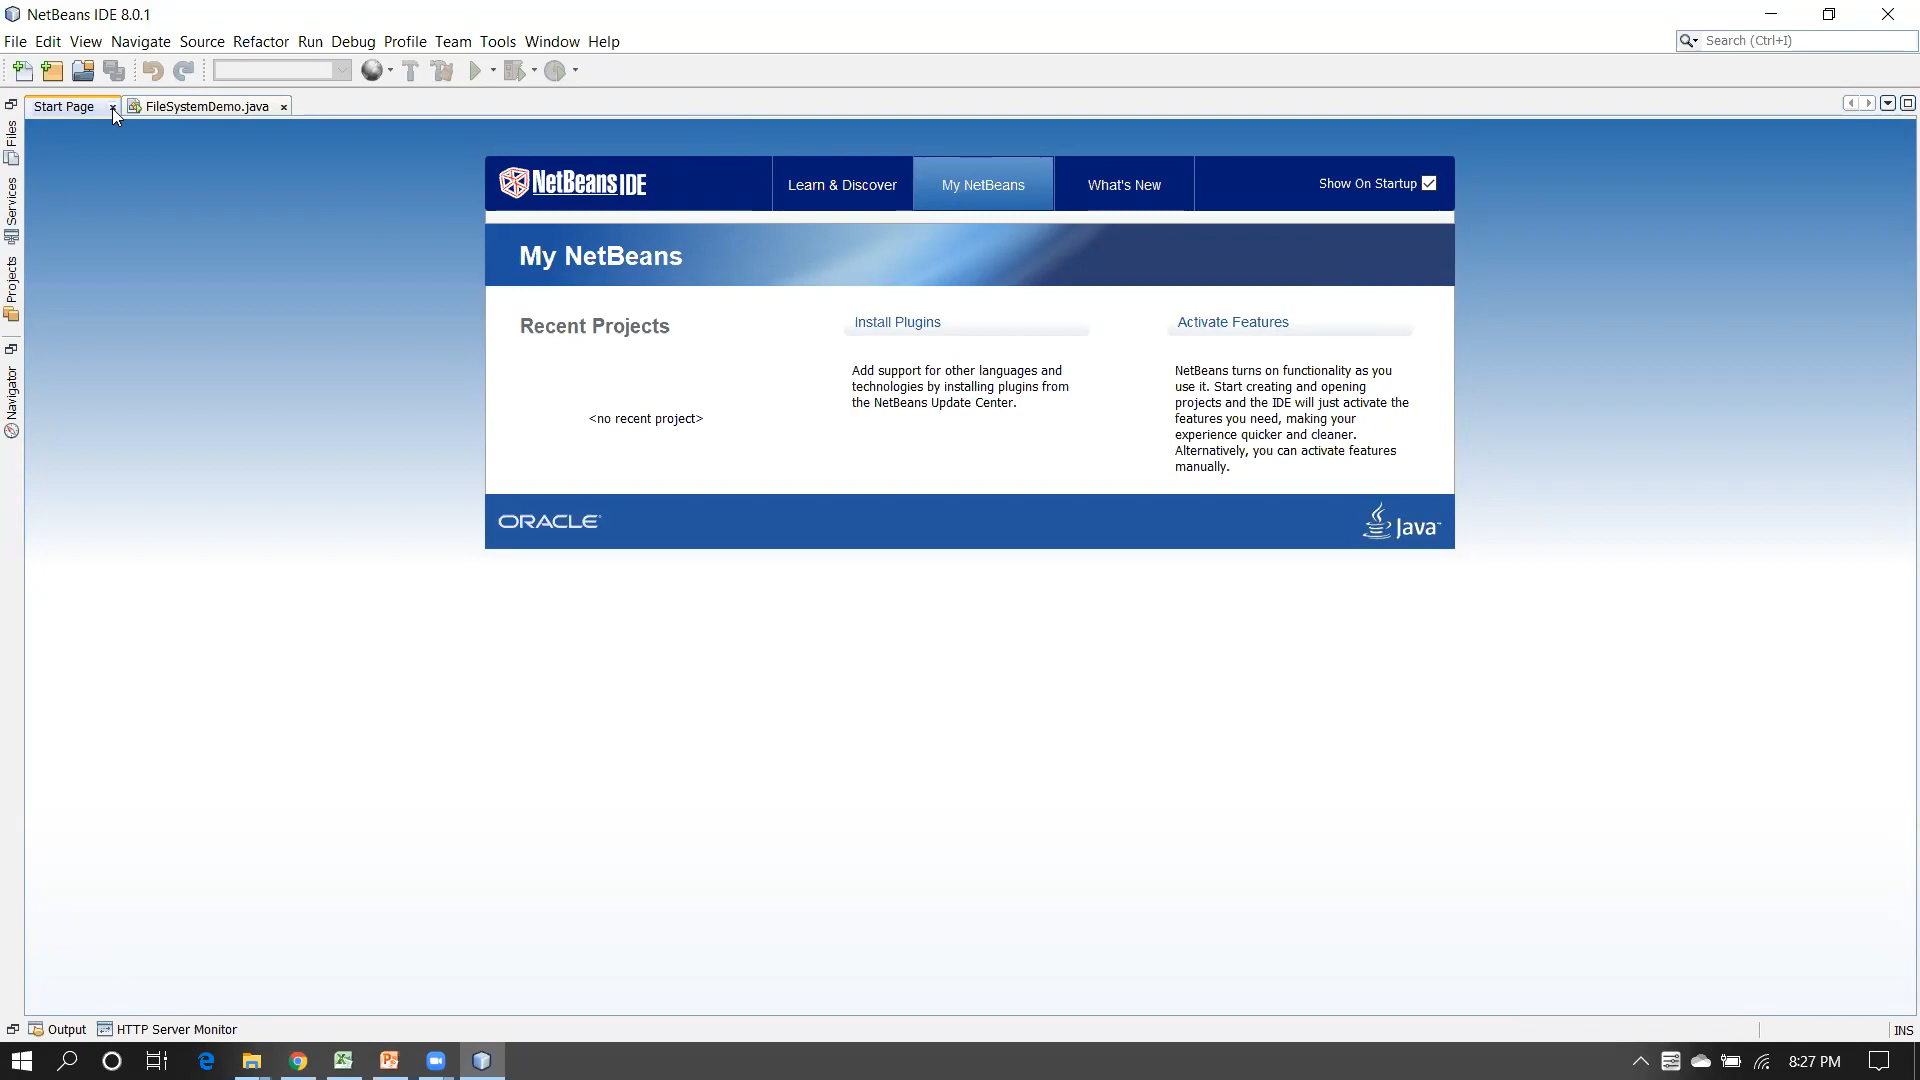 NetBeans IDE 8.0.1
File Edit View Navigate Source Refactor Run Debug Profile Team Tools Window Help
Search (Ctrl+I)
Start Page
FileSystemDemo.java
Files
Services
Projects
Navigator
NetBeans IDE
Learn & Discover
My NetBeans
What's New
Show On Startup
My NetBeans
Recent Projects
<no recent project>
Install Plugins
Add support for other languages and
technologies by installing plugins from
the NetBeans Update Center.
Activate Features
NetBeans turns on functionality as you
use it. Start creating and opening
projects and the IDE will just activate the
features you need, making your
experience quicker and cleaner.
Alternatively, you can activate features
manually.
ORACLE
Java™
Output
HTTP Server Monitor
INS
8:27 PM